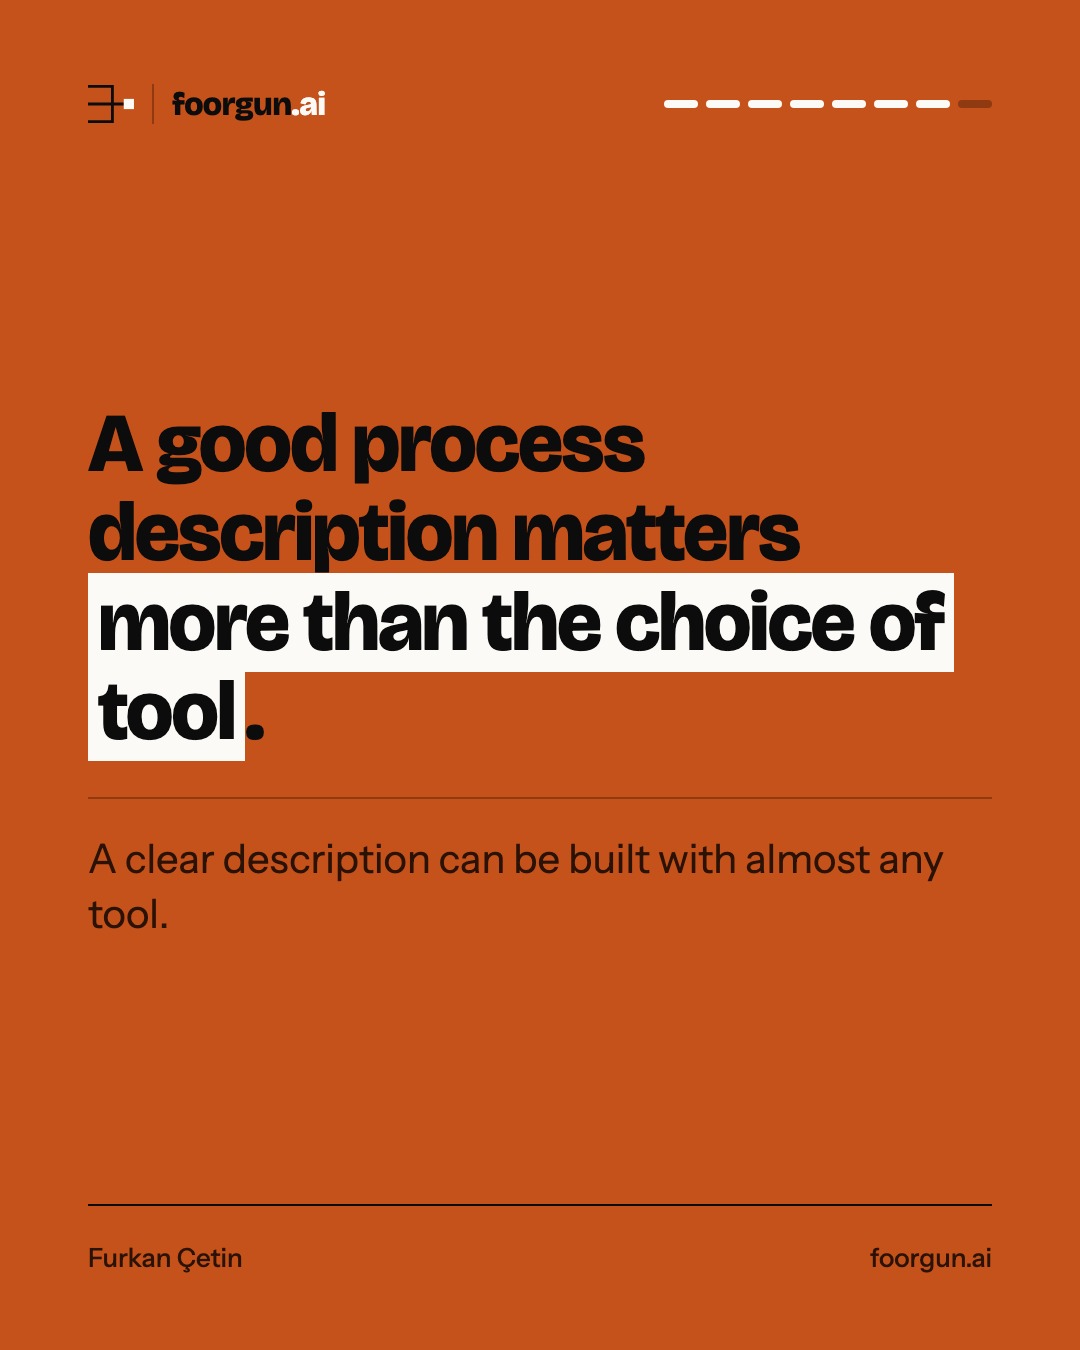 foorgun.ai
A good process
description matters
more than the choice of
tool.
A clear description can be built with almost any
tool.
Furkan Çetin
foorgun.ai